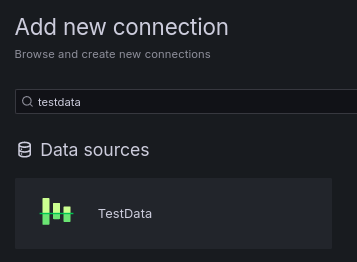 Add new connection
Browse and create new connections
testdata
Data sources
TestData